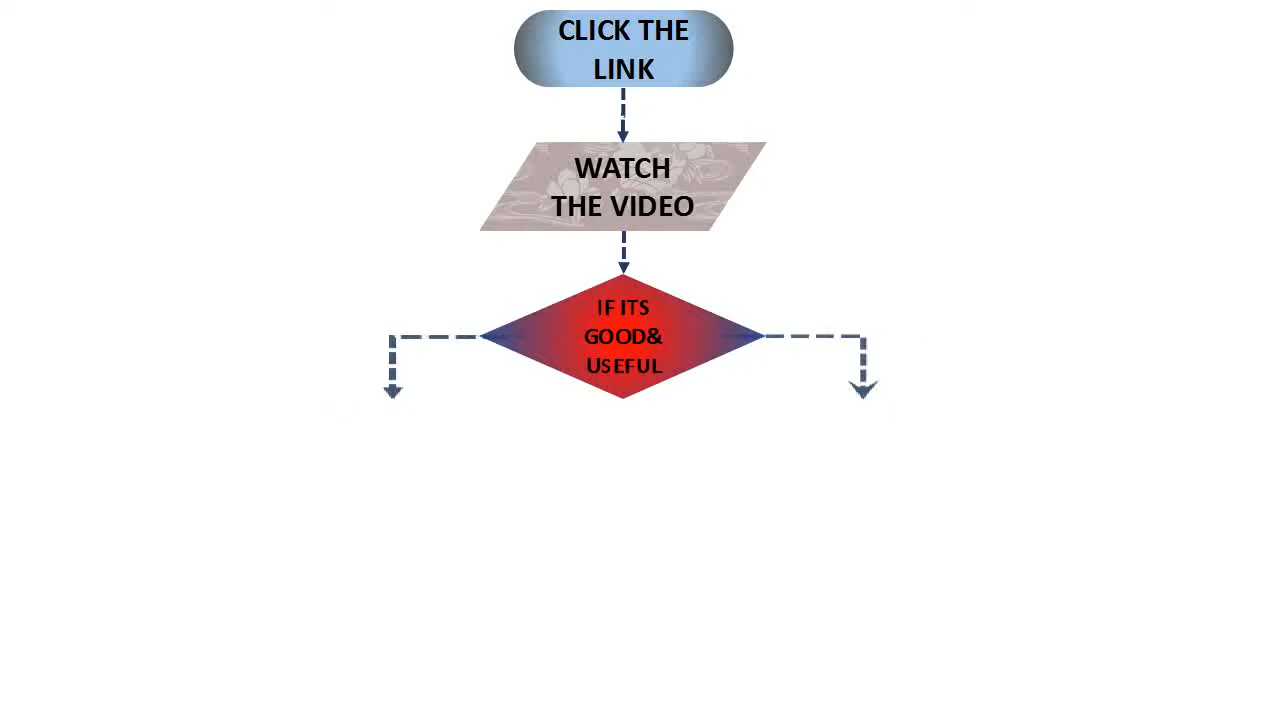 CLICK THE
LINK
WATCH
THE VIDEO
IF ITS
GOOD&
USEFUL